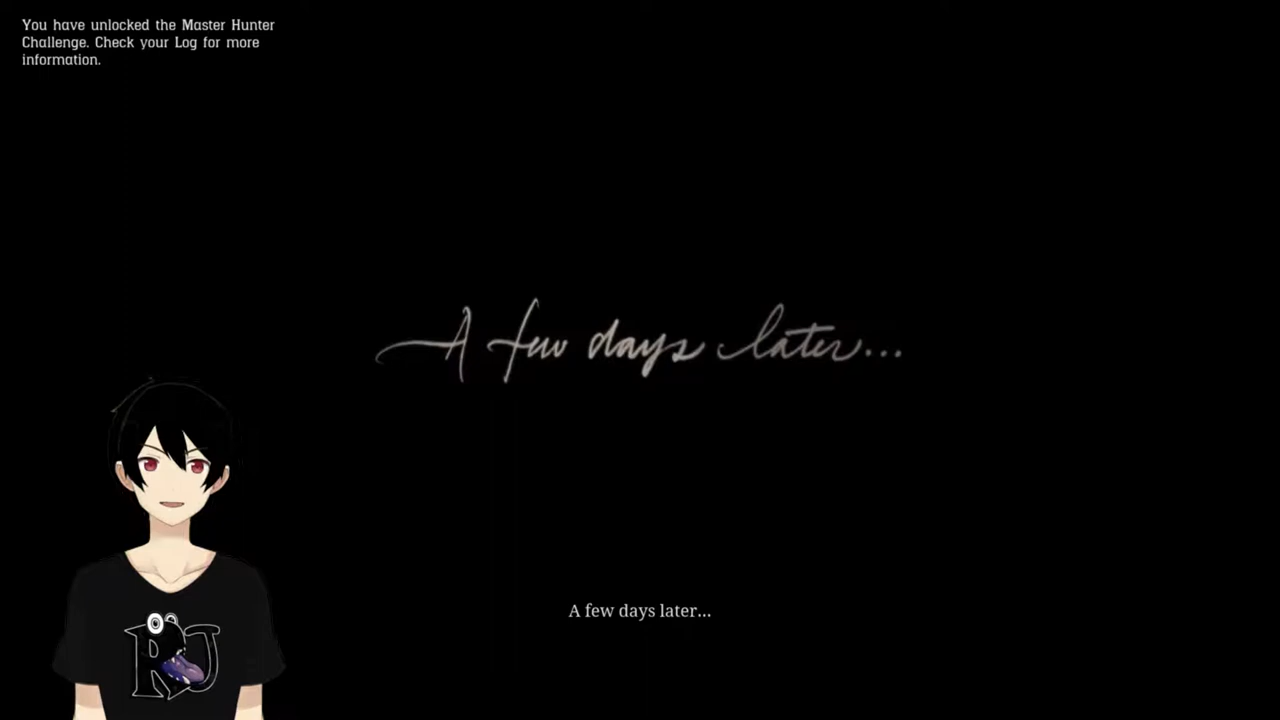 You have unlocked the Master Hunter
Challenge. Check your Log for more
information.
A few days later...
A few days later...
RJ